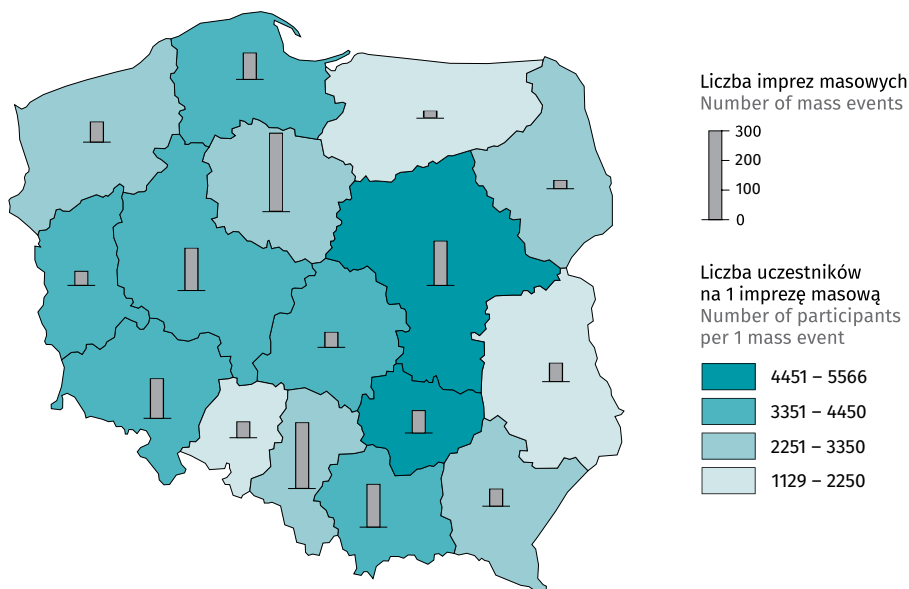 Liczba imprez masowych
Number of mass events
300
200
100
0
Liczba uczestników
na 1 imprezę masową
Number of participants
per 1 mass event
4451 – 5566
3351 – 4450
2251 – 3350
1129 – 2250